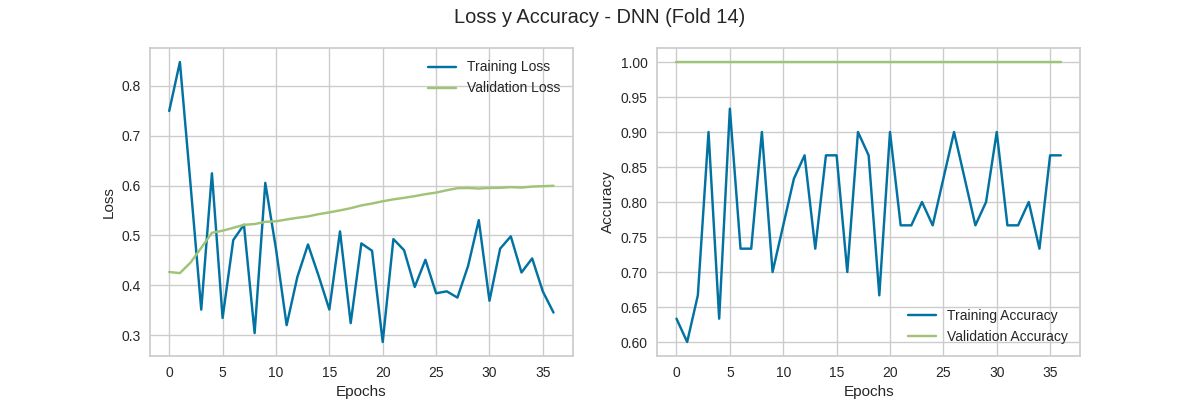 Loss y Accuracy - DNN (Fold 14)
Loss
0.8
0.7
0.6
0.5
0.4
0.3
Training Loss
Validation Loss
0 5 10 15 20 25 30 35
Epochs
Accuracy
1.00
0.95
0.90
0.85
0.80
0.75
0.70
0.65
0.60
Training Accuracy
Validation Accuracy
0 5 10 15 20 25 30 35
Epochs